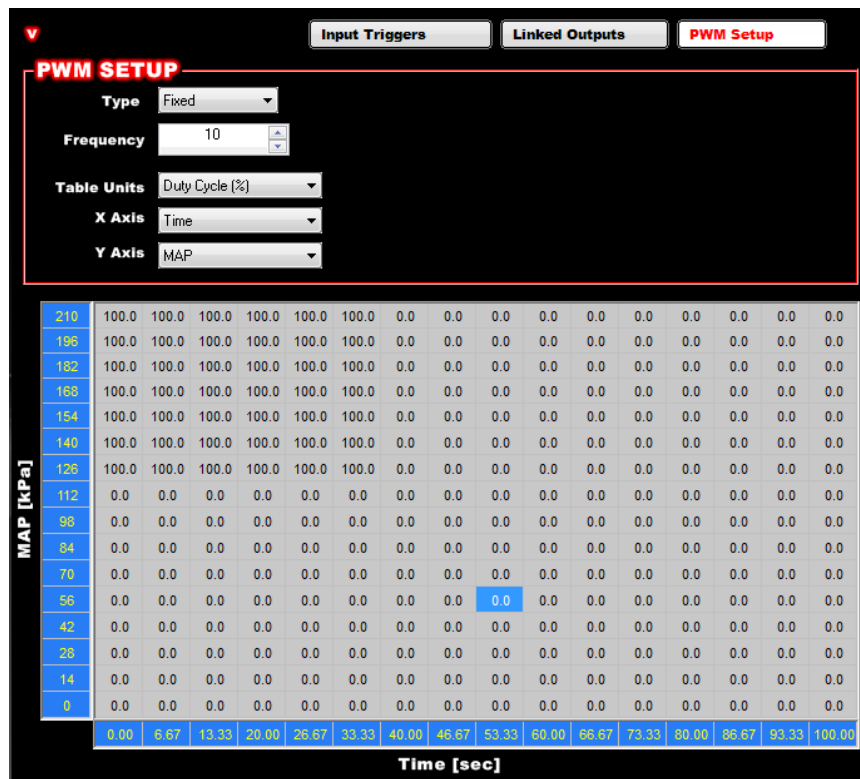 v Input Triggers Linked Outputs PWM Setup
PWM SETUP
Type Fixed
Frequency 10
Table Units Duty Cycle (%)
X Axis Time
Y Axis MAP
210 100.0 100.0 100.0 100.0 100.0 100.0 0.0 0.0 0.0 0.0 0.0 0.0 0.0 0.0 0.0 0.0
196 100.0 100.0 100.0 100.0 100.0 100.0 0.0 0.0 0.0 0.0 0.0 0.0 0.0 0.0 0.0 0.0
182 100.0 100.0 100.0 100.0 100.0 100.0 0.0 0.0 0.0 0.0 0.0 0.0 0.0 0.0 0.0 0.0
168 100.0 100.0 100.0 100.0 100.0 100.0 0.0 0.0 0.0 0.0 0.0 0.0 0.0 0.0 0.0 0.0
154 100.0 100.0 100.0 100.0 100.0 100.0 0.0 0.0 0.0 0.0 0.0 0.0 0.0 0.0 0.0 0.0
140 100.0 100.0 100.0 100.0 100.0 100.0 0.0 0.0 0.0 0.0 0.0 0.0 0.0 0.0 0.0 0.0
126 100.0 100.0 100.0 100.0 100.0 100.0 0.0 0.0 0.0 0.0 0.0 0.0 0.0 0.0 0.0 0.0
112 0.0 0.0 0.0 0.0 0.0 0.0 0.0 0.0 0.0 0.0 0.0 0.0 0.0 0.0 0.0 0.0
98 0.0 0.0 0.0 0.0 0.0 0.0 0.0 0.0 0.0 0.0 0.0 0.0 0.0 0.0 0.0 0.0
84 0.0 0.0 0.0 0.0 0.0 0.0 0.0 0.0 0.0 0.0 0.0 0.0 0.0 0.0 0.0 0.0
70 0.0 0.0 0.0 0.0 0.0 0.0 0.0 0.0 0.0 0.0 0.0 0.0 0.0 0.0 0.0 0.0
56 0.0 0.0 0.0 0.0 0.0 0.0 0.0 0.0 0.0 0.0 0.0 0.0 0.0 0.0 0.0 0.0
42 0.0 0.0 0.0 0.0 0.0 0.0 0.0 0.0 0.0 0.0 0.0 0.0 0.0 0.0 0.0 0.0
28 0.0 0.0 0.0 0.0 0.0 0.0 0.0 0.0 0.0 0.0 0.0 0.0 0.0 0.0 0.0 0.0
14 0.0 0.0 0.0 0.0 0.0 0.0 0.0 0.0 0.0 0.0 0.0 0.0 0.0 0.0 0.0 0.0
0 0.0 0.0 0.0 0.0 0.0 0.0 0.0 0.0 0.0 0.0 0.0 0.0 0.0 0.0 0.0 0.0
MAP [kPa]
0.00 6.67 13.33 20.00 26.67 33.33 40.00 46.67 53.33 60.00 66.67 73.33 80.00 86.67 93.33 100.00
Time [sec]